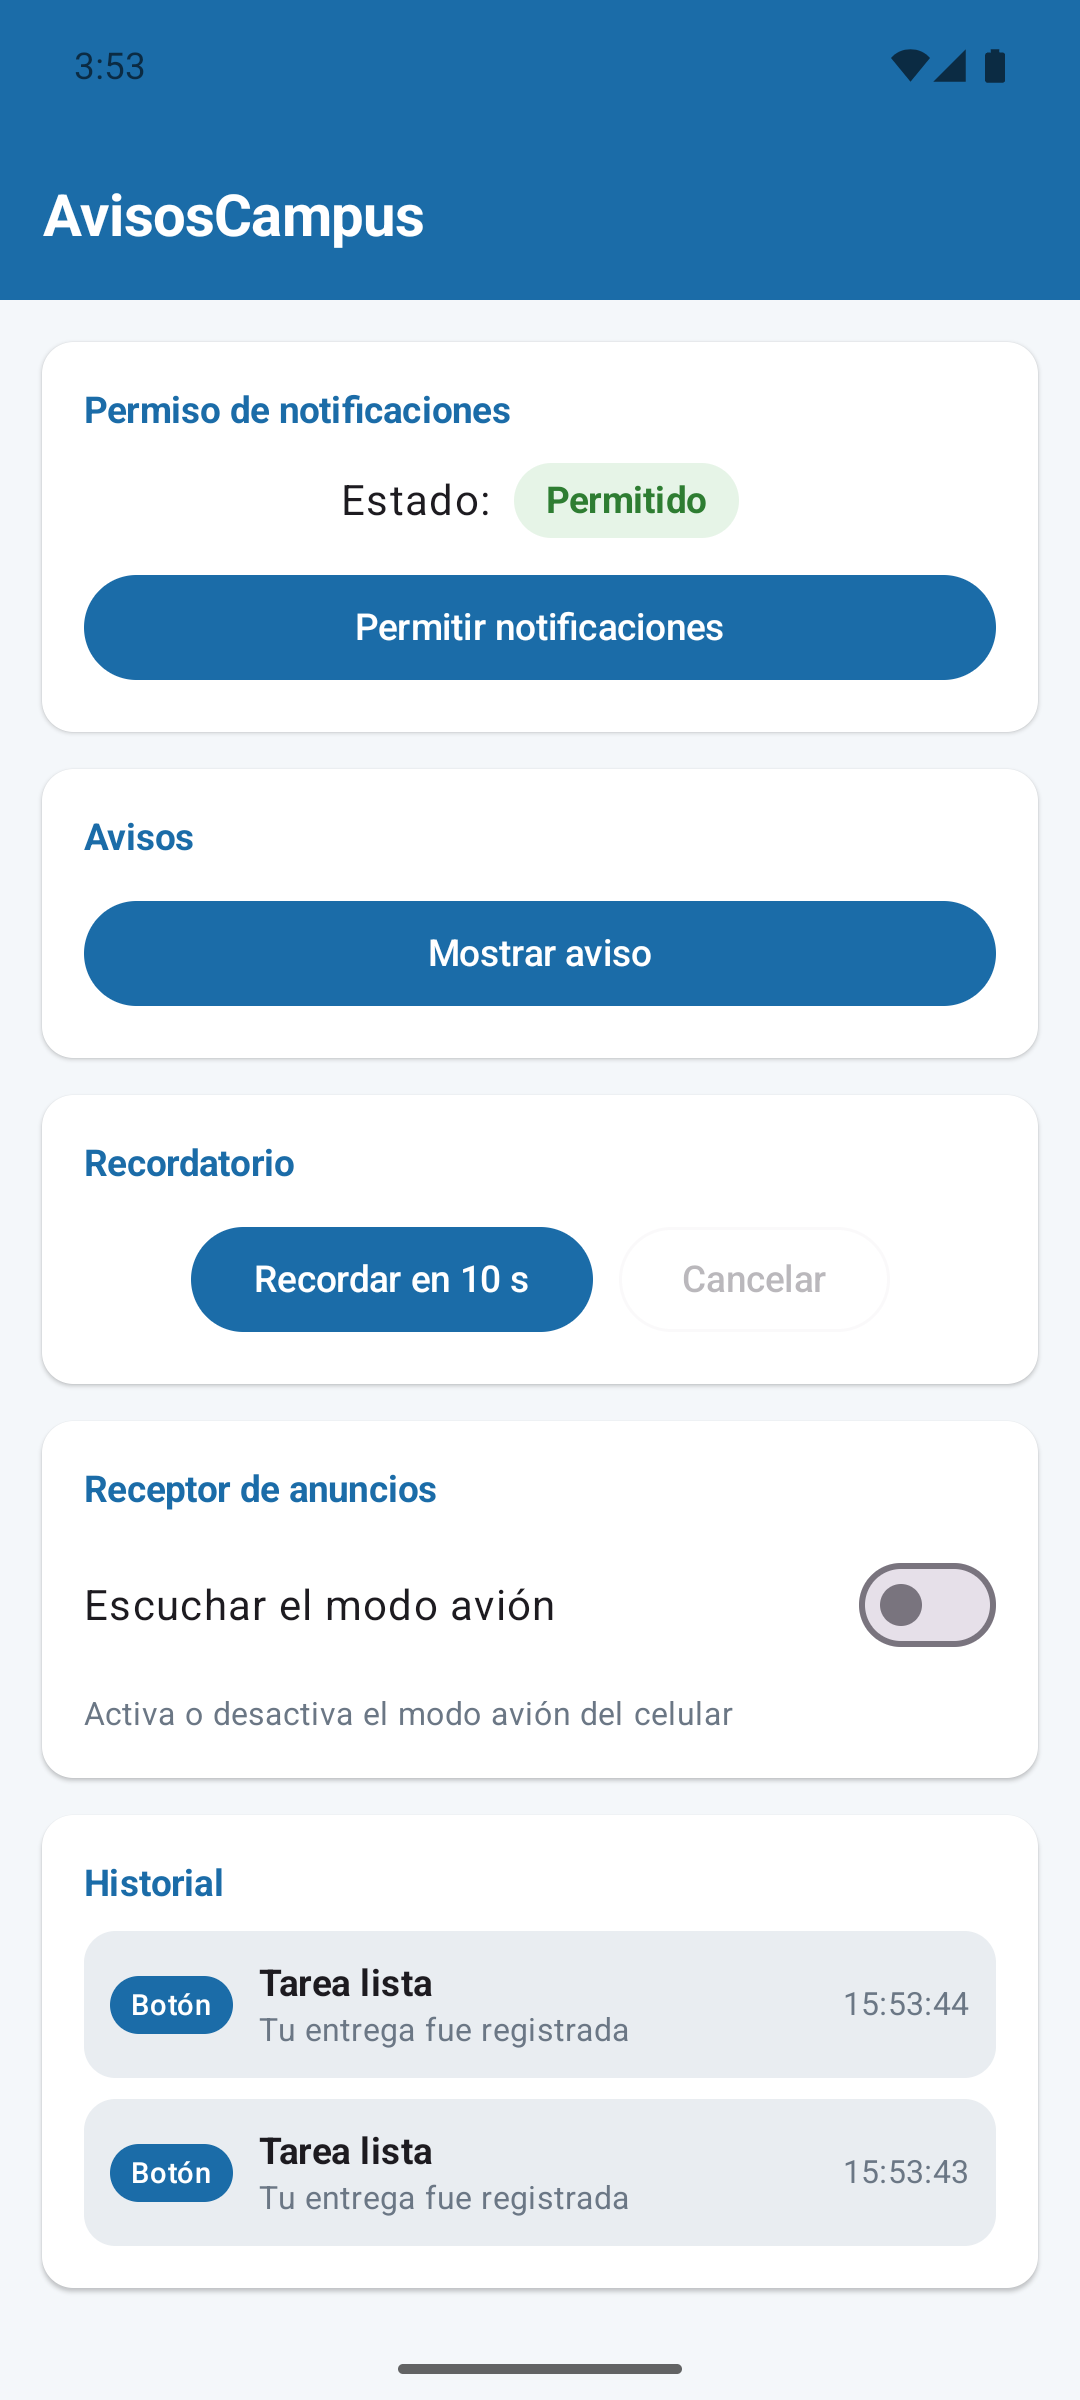 3:53
AvisosCampus
Permiso de notificaciones
Estado: Permitido
Permitir notificaciones
Avisos
Mostrar aviso
Recordatorio
Recordar en 10 s Cancelar
Receptor de anuncios
Escuchar el modo avión
Activa o desactiva el modo avión del celular
Historial
Botón Tarea lista 15:53:44
Tu entrega fue registrada
Botón Tarea lista 15:53:43
Tu entrega fue registrada